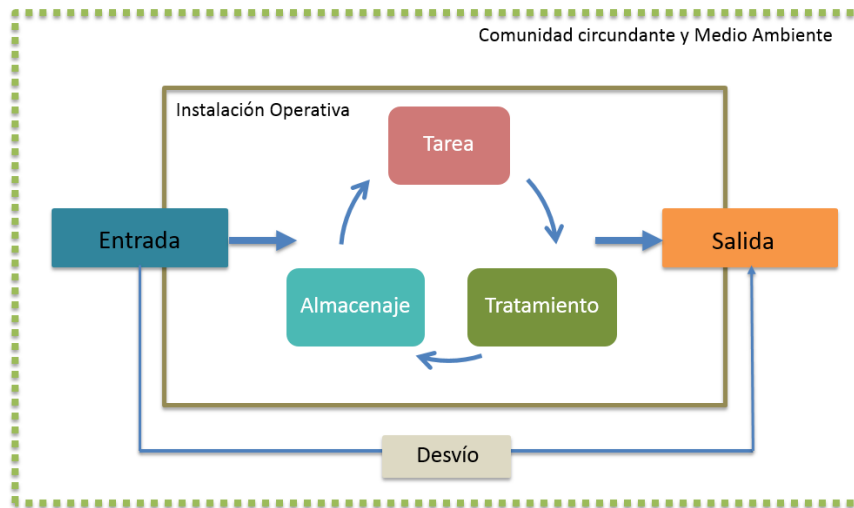 Comunidad circundante y Medio Ambiente
Instalación Operativa
Tarea
Entrada
Salida
Almacenaje
Tratamiento
Desvío